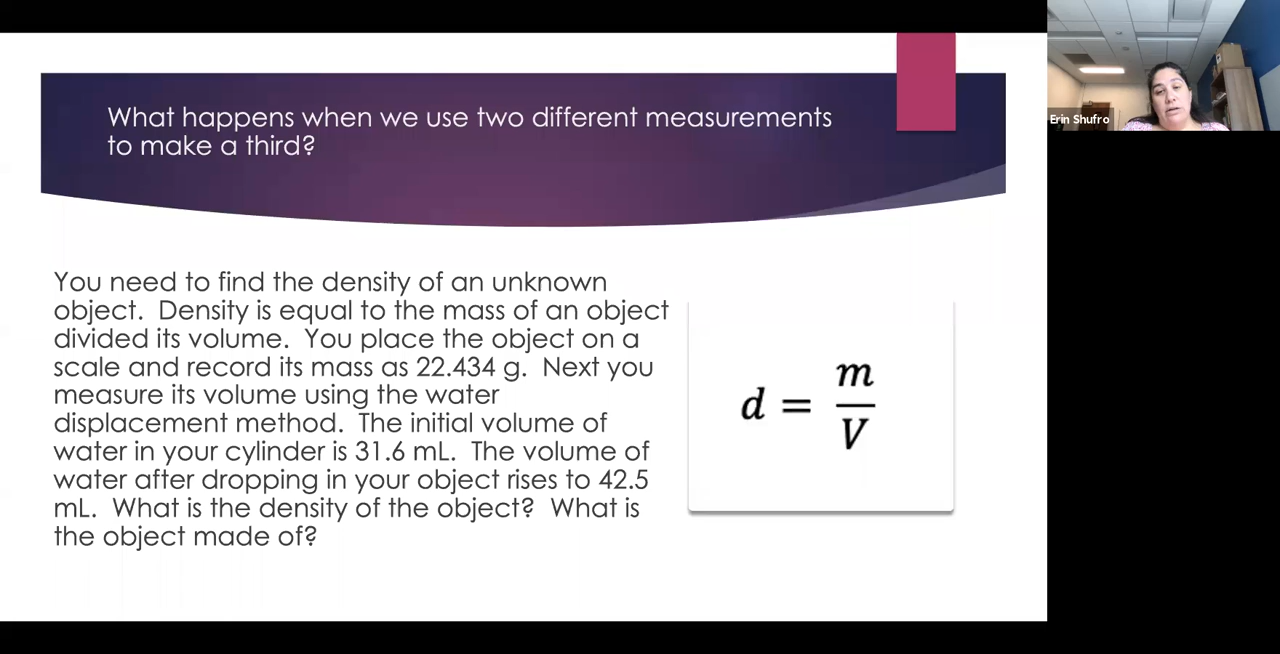 What happens when we use two different measurements
to make a third?
Erin Shufro
You need to find the density of an unknown
object.  Density is equal to the mass of an object
divided its volume.  You place the object on a
scale and record its mass as 22.434 g.  Next you
measure its volume using the water
displacement method.  The initial volume of
water in your cylinder is 31.6 mL.  The volume of
water after dropping in your object rises to 42.5
mL.  What is the density of the object?  What is
the object made of?
d = m/V